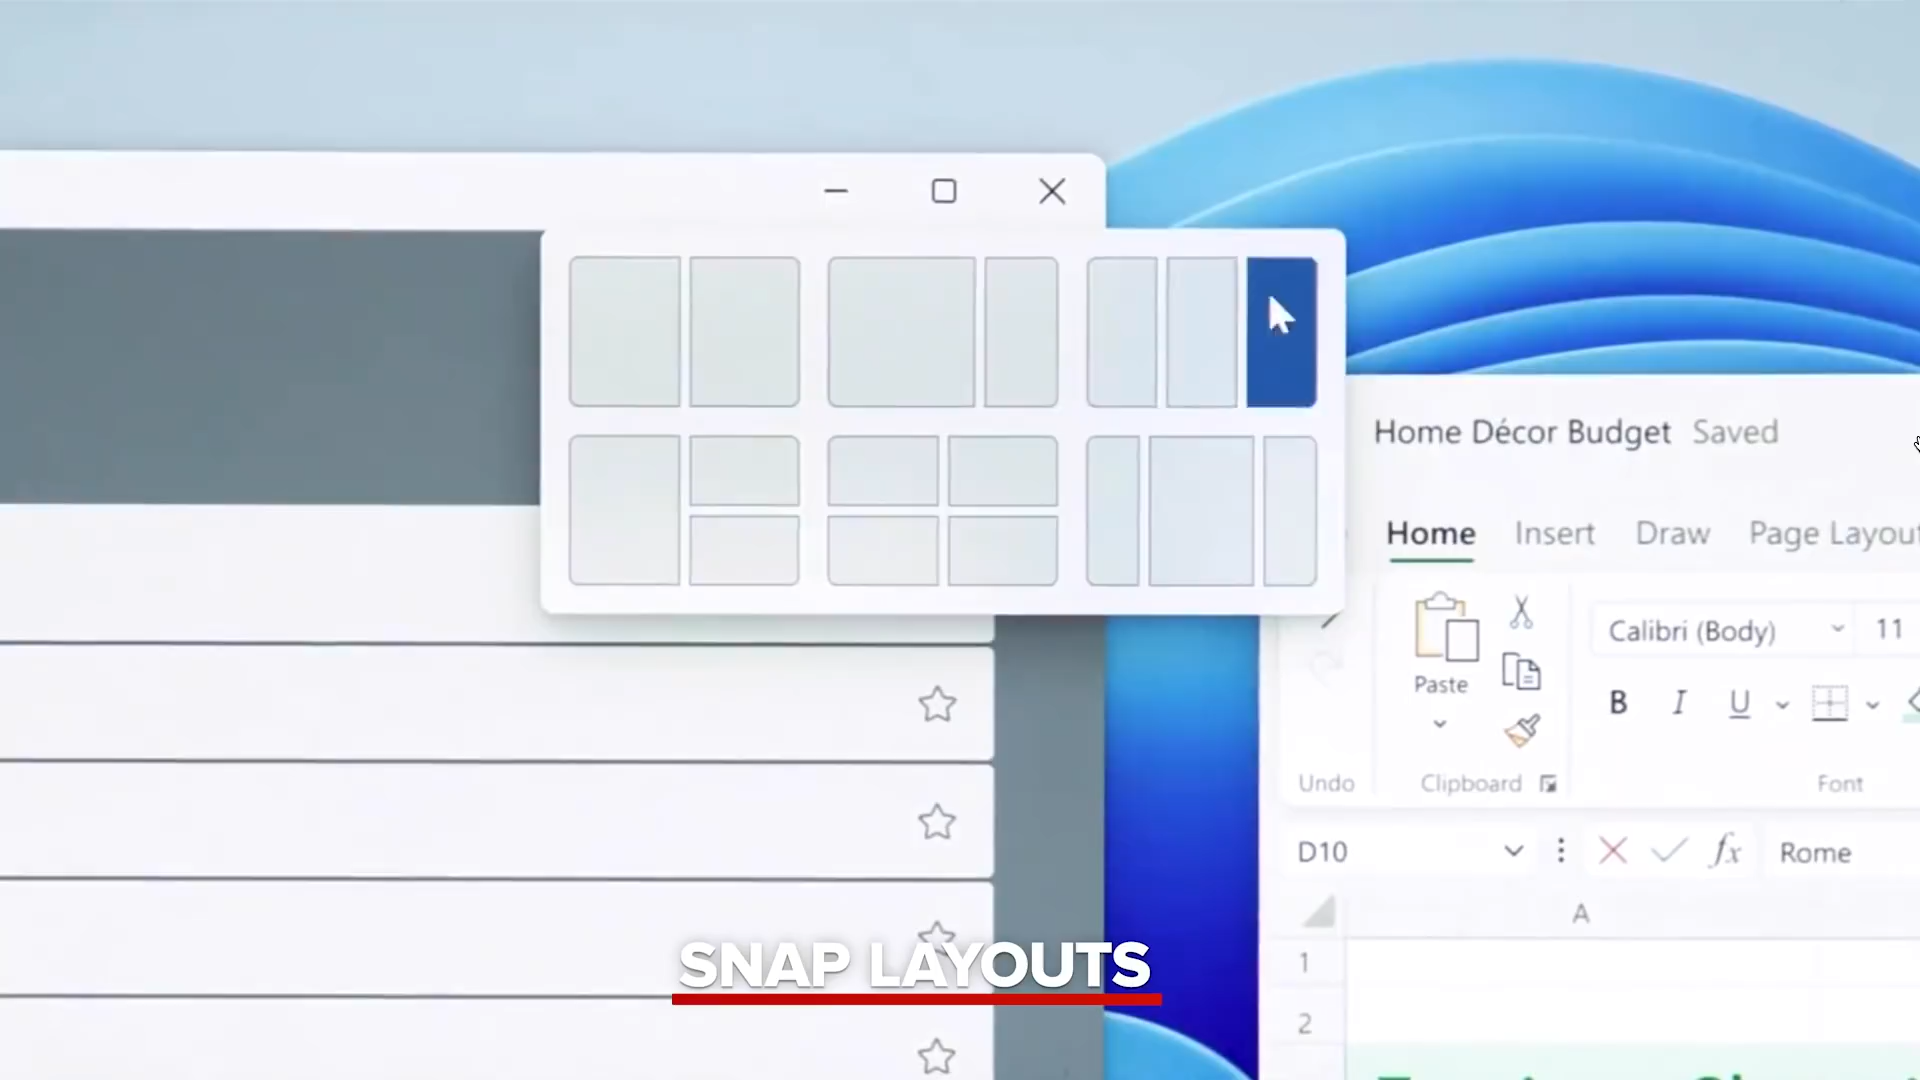 Home Décor Budget Saved
Home Insert Draw Page Layout
Calibri (Body) 11
Paste
B I U
Undo Clipboard Font
D10 fx Rome
A
1
SNAP LAYOUTS
2